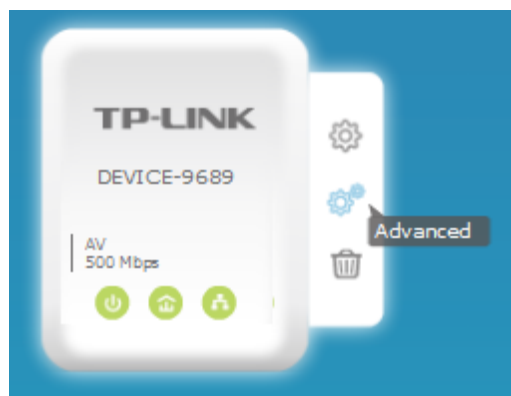 TP-LINK
DEVICE-9689
AV
500 Mbps
Advanced